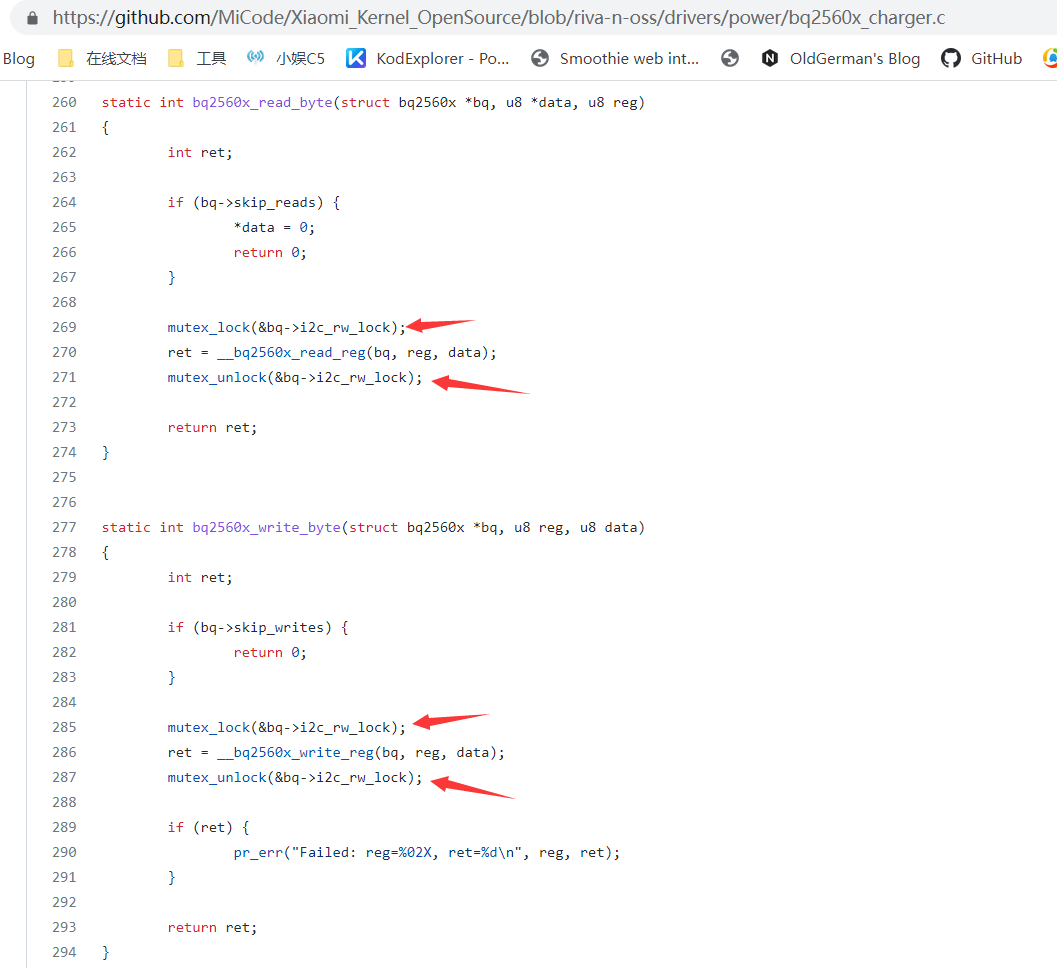 https://github.com/MiCode/Xiaomi_Kernel_OpenSource/blob/riva-n-oss/drivers/power/bq2560x_charger.c
Blog 在线文档 工具 小娱C5 KodExplorer - Po... Smoothie web int... OldGerman's Blog GitHub
260 static int bq2560x_read_byte(struct bq2560x *bq, u8 *data, u8 reg)
261 {
262 int ret;
263
264 if (bq->skip_reads) {
265 *data = 0;
266 return 0;
267 }
268
269 mutex_lock(&bq->i2c_rw_lock);
270 ret = __bq2560x_read_reg(bq, reg, data);
271 mutex_unlock(&bq->i2c_rw_lock);
272
273 return ret;
274 }
275
276
277 static int bq2560x_write_byte(struct bq2560x *bq, u8 reg, u8 data)
278 {
279 int ret;
280
281 if (bq->skip_writes) {
282 return 0;
283 }
284
285 mutex_lock(&bq->i2c_rw_lock);
286 ret = __bq2560x_write_reg(bq, reg, data);
287 mutex_unlock(&bq->i2c_rw_lock);
288
289 if (ret) {
290 pr_err("Failed: reg=%02X, ret=%d\n", reg, ret);
291 }
292
293 return ret;
294 }